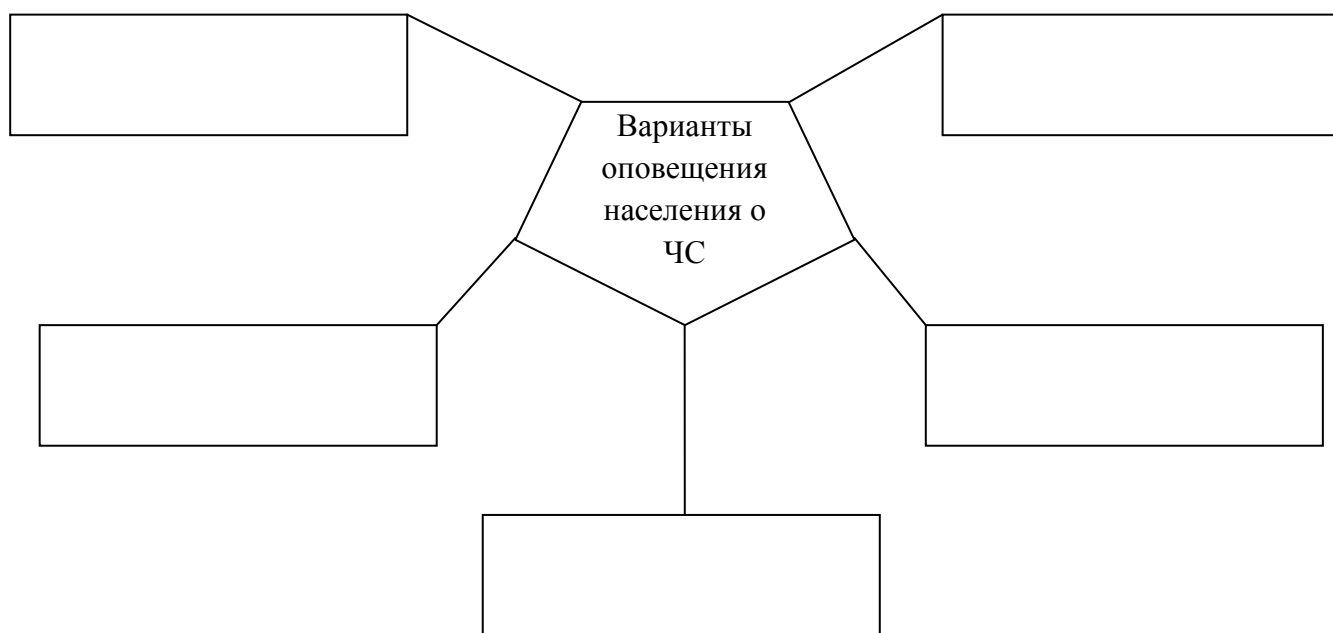 Варианты
оповещения
населения о
ЧС